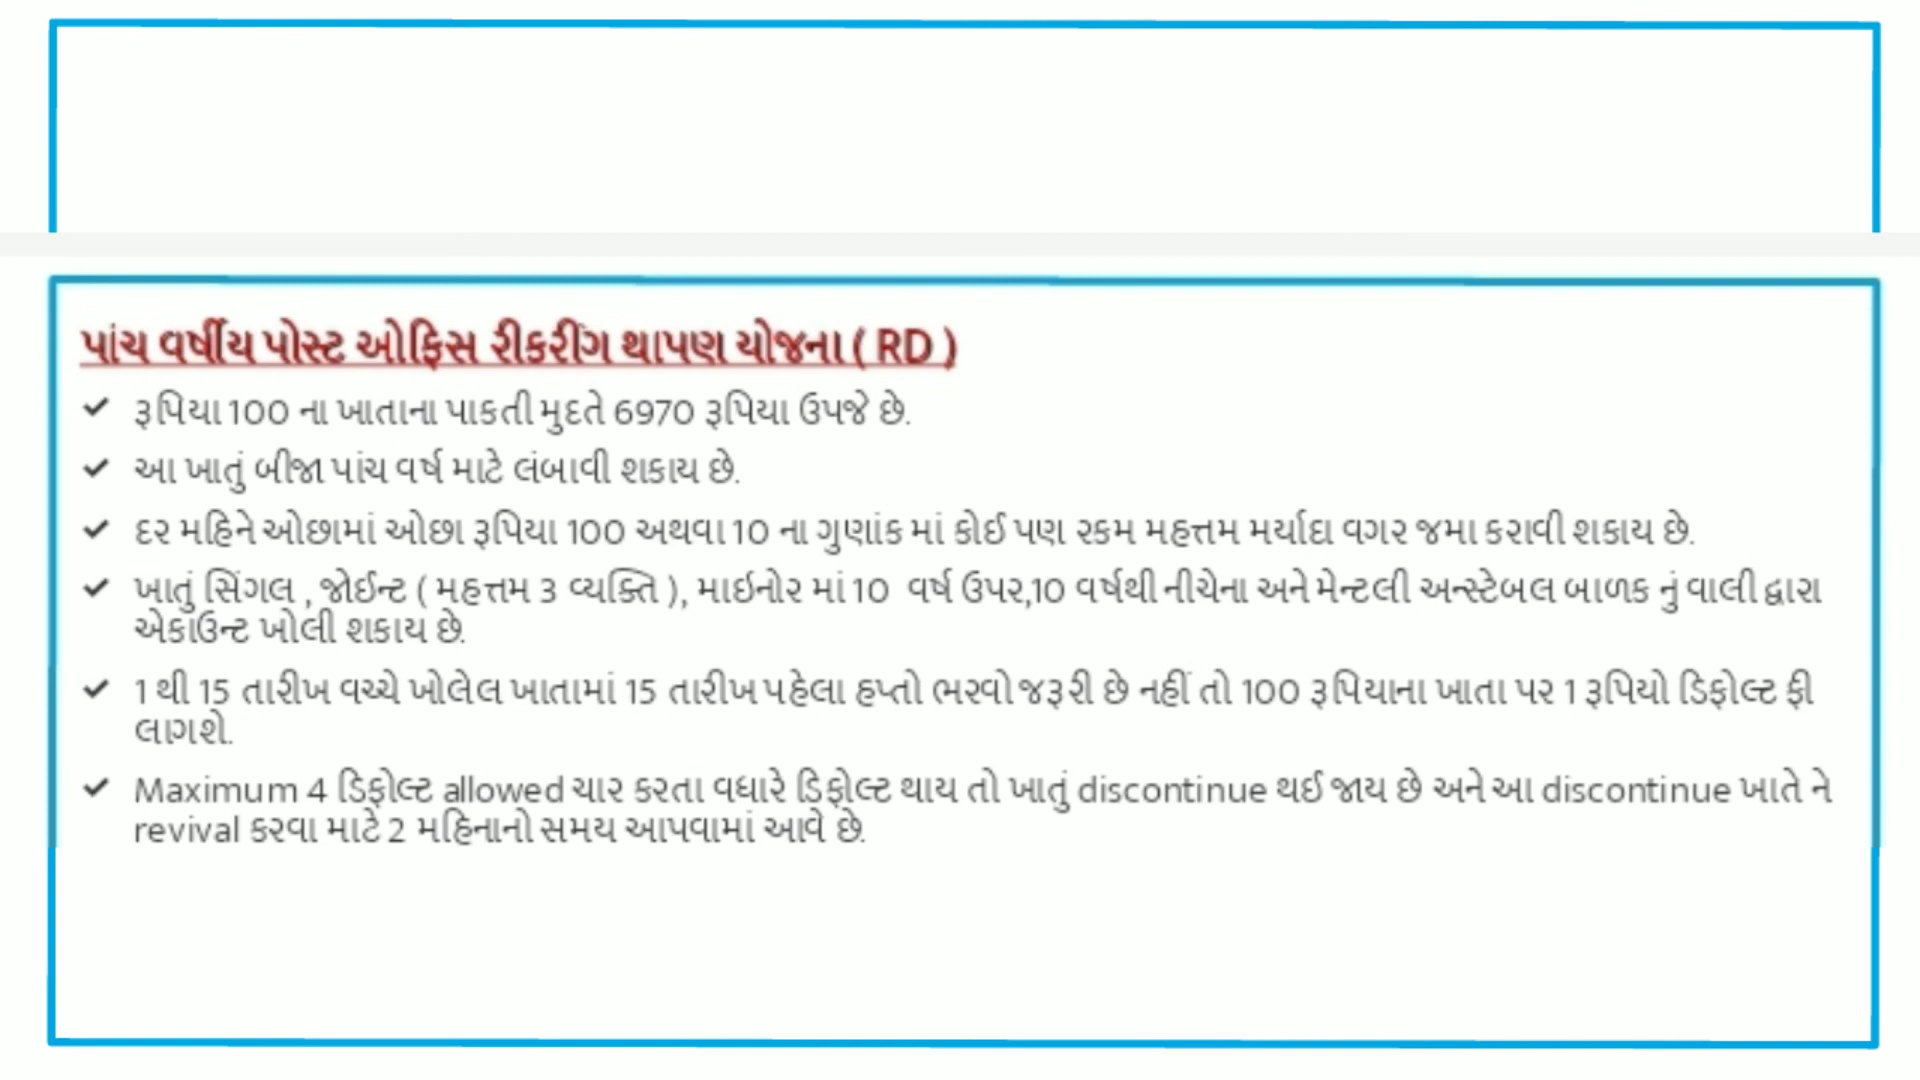 પાંચ વર્ષીય પોસ્ટ ઓફિસ રીકરીંગ થાપણ યોજના ( RD )
✔ રૂપિયા 100 ના ખાતાના પાકતી મુદતે 6970 રૂપિયા ઉપજે છે.
✔ આ ખાતું બીજા પાંચ વર્ષ માટે લંબાવી શકાય છે.
✔ દર મહિને ઓછામાં ઓછા રૂપિયા 100 અથવા 10 ના ગુણાંક માં કોઈ પણ રકમ મહત્તમ મર્યાદા વગર જમા કરાવી શકાય છે.
✔ ખાતું સિંગલ , જોઈન્ટ ( મહત્તમ 3 વ્યક્તિ ), માઇનોર માં 10 વર્ષ ઉપર,10 વર્ષથી નીચેના અને મેન્ટલી અન્સ્ટેબલ બાળક નું વાલી દ્વારા
એકાઉન્ટ ખોલી શકાય છે.
✔ 1 થી 15 તારીખ વચ્ચે ખોલેલ ખાતામાં 15 તારીખ પહેલા હપ્તો ભરવો જરૂરી છે નહીં તો 100 રૂપિયાના ખાતા પર 1 રૂપિયો ડિફોલ્ટ ફી
લાગશે.
✔ Maximum 4 ડિફોલ્ટ allowed ચાર કરતા વધારે ડિફોલ્ટ થાય તો ખાતું discontinue થઈ જાય છે અને આ discontinue ખાતે ને
revival કરવા માટે 2 મહિનાનો સમય આપવામાં આવે છે.